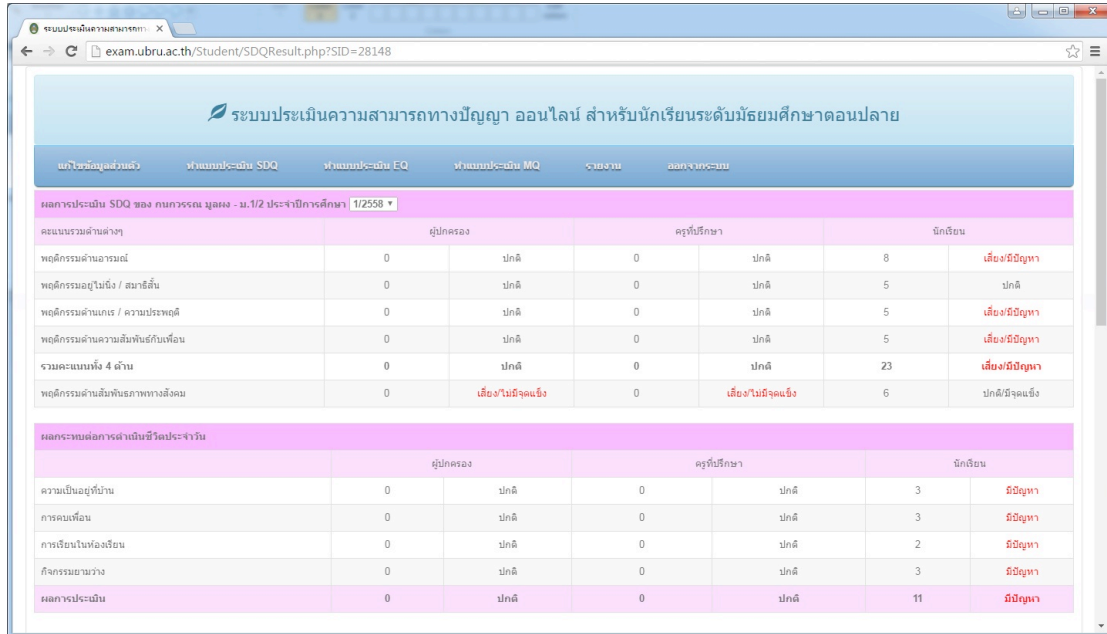 ระบบประเมินความสามารถทา
exam.ubru.ac.th/Student/SDQResult.php?SID=28148
ระบบประเมินความสามารถทางปัญญา ออนไลน์ สำหรับนักเรียนระดับมัธยมศึกษาตอนปลาย
แก้ไขข้อมูลส่วนตัว ทำแบบประเมิน SDQ ทำแบบประเมิน EQ ทำแบบประเมิน MQ รายงาน ออกจากระบบ
ผลการประเมิน SDQ ของ กนกวรรณ มูลผง - ม.1/2 ประจำปีการศึกษา 1/2558
คะแนนรวมด้านต่างๆ ผู้ปกครอง ครูที่ปรึกษา นักเรียน
พฤติกรรมด้านอารมณ์ 0 ปกติ 0 ปกติ 8 เสี่ยง/มีปัญหา
พฤติกรรมอยู่ไม่นิ่ง / สมาธิสั้น 0 ปกติ 0 ปกติ 5 ปกติ
พฤติกรรมด้านเกเร / ความประพฤติ 0 ปกติ 0 ปกติ 5 เสี่ยง/มีปัญหา
พฤติกรรมด้านความสัมพันธ์กับเพื่อน 0 ปกติ 0 ปกติ 5 เสี่ยง/มีปัญหา
รวมคะแนนทั้ง 4 ด้าน 0 ปกติ 0 ปกติ 23 เสี่ยง/มีปัญหา
พฤติกรรมด้านสัมพันธภาพทางสังคม 0 เสี่ยง/ไม่มีจุดแข็ง 0 เสี่ยง/ไม่มีจุดแข็ง 6 ปกติ/มีจุดแข็ง
ผลกระทบต่อการดำเนินชีวิตประจำวัน
ผู้ปกครอง ครูที่ปรึกษา นักเรียน
ความเป็นอยู่ที่บ้าน 0 ปกติ 0 ปกติ 3 มีปัญหา
การคบเพื่อน 0 ปกติ 0 ปกติ 3 มีปัญหา
การเรียนในห้องเรียน 0 ปกติ 0 ปกติ 2 มีปัญหา
กิจกรรมยามว่าง 0 ปกติ 0 ปกติ 3 มีปัญหา
ผลการประเมิน 0 ปกติ 0 ปกติ 11 มีปัญหา